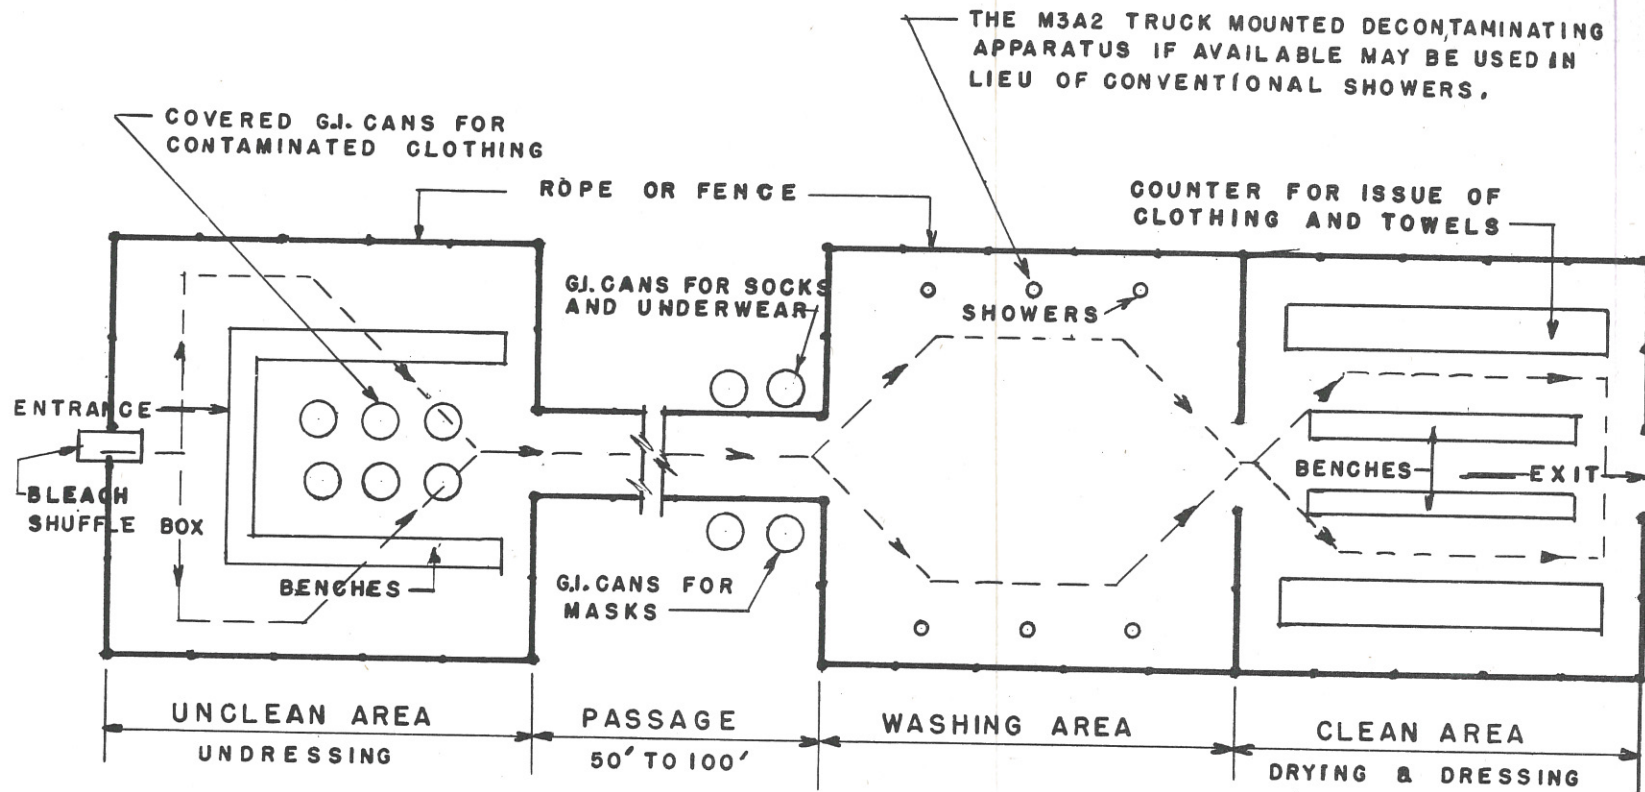 THE M3A2 TRUCK MOUNTED DECONTAMINATING
APPARATUS IF AVAILABLE MAY BE USED IN
LIEU OF CONVENTIONAL SHOWERS.
COVERED G.I. CANS FOR
CONTAMINATED CLOTHING
ROPE OR FENCE
COUNTER FOR ISSUE OF
CLOTHING AND TOWELS
G.I. CANS FOR SOCKS
AND UNDERWEAR
SHOWERS
ENTRANCE
BLEACH
SHUFFLE BOX
BENCHES
G.I. CANS FOR
MASKS
BENCHES
EXIT
UNCLEAN AREA
UNDRESSING
PASSAGE
50' TO 100'
WASHING AREA
CLEAN AREA
DRYING & DRESSING